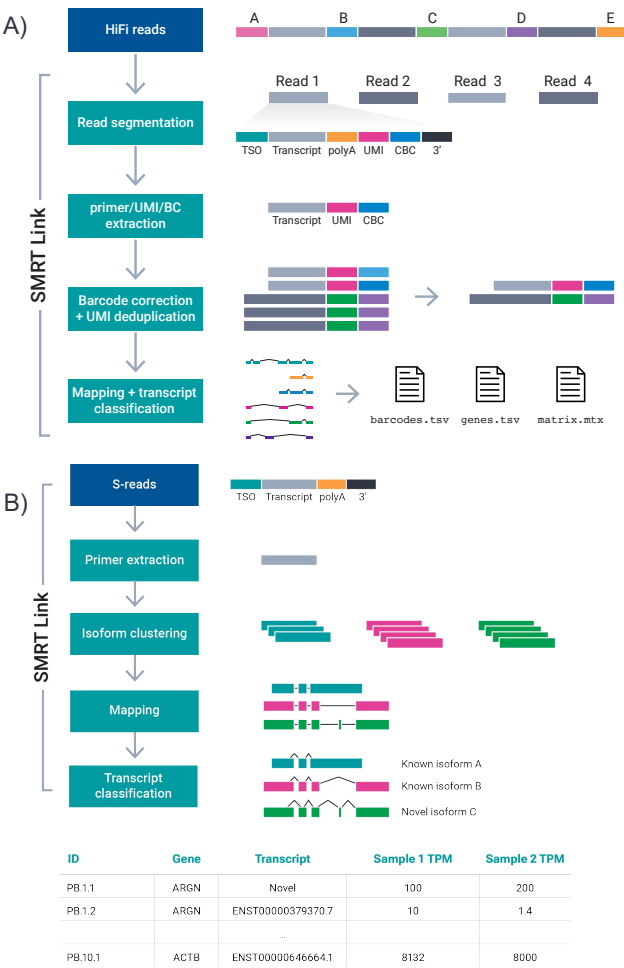 A)
HiFi reads
A B C D E
Read 1 Read 2 Read 3 Read 4
SMRT Link
Read segmentation
TSO Transcript polyA UMI CBC 3'
primer/UMI/BC
extraction
Transcript UMI CBC
Barcode correction
+ UMI deduplication
Mapping + transcript
classification
barcodes.tsv genes.tsv matrix.mtx
B)
S-reads
TSO Transcript polyA 3'
SMRT Link
Primer extraction
Isoform clustering
Mapping
Transcript
classification
Known isoform A
Known isoform B
Novel isoform C
ID Gene Transcript Sample 1 TPM Sample 2 TPM
PB.1.1 ARGN Novel 100 200
PB.1.2 ARGN ENST00000379370.7 10 1.4
...
PB.10.1 ACTB ENST00000646664.1 8132 8000